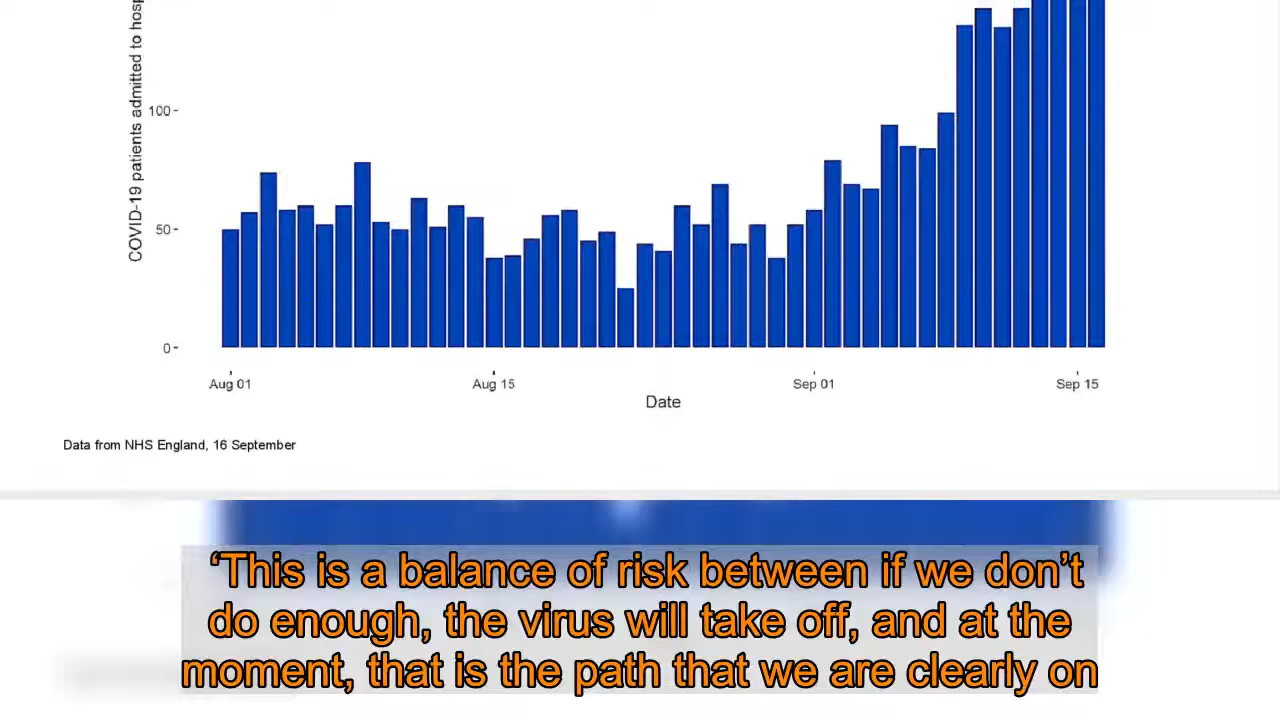 COVID-19 patients admitted to
100
50
0
Aug 01
Aug 15
Sep 01
Sep 15
Date
Data from NHS England, 16 September
‘This is a balance of risk between if we don’t
do enough, the virus will take off, and at the
moment, that is the path that we are clearly on